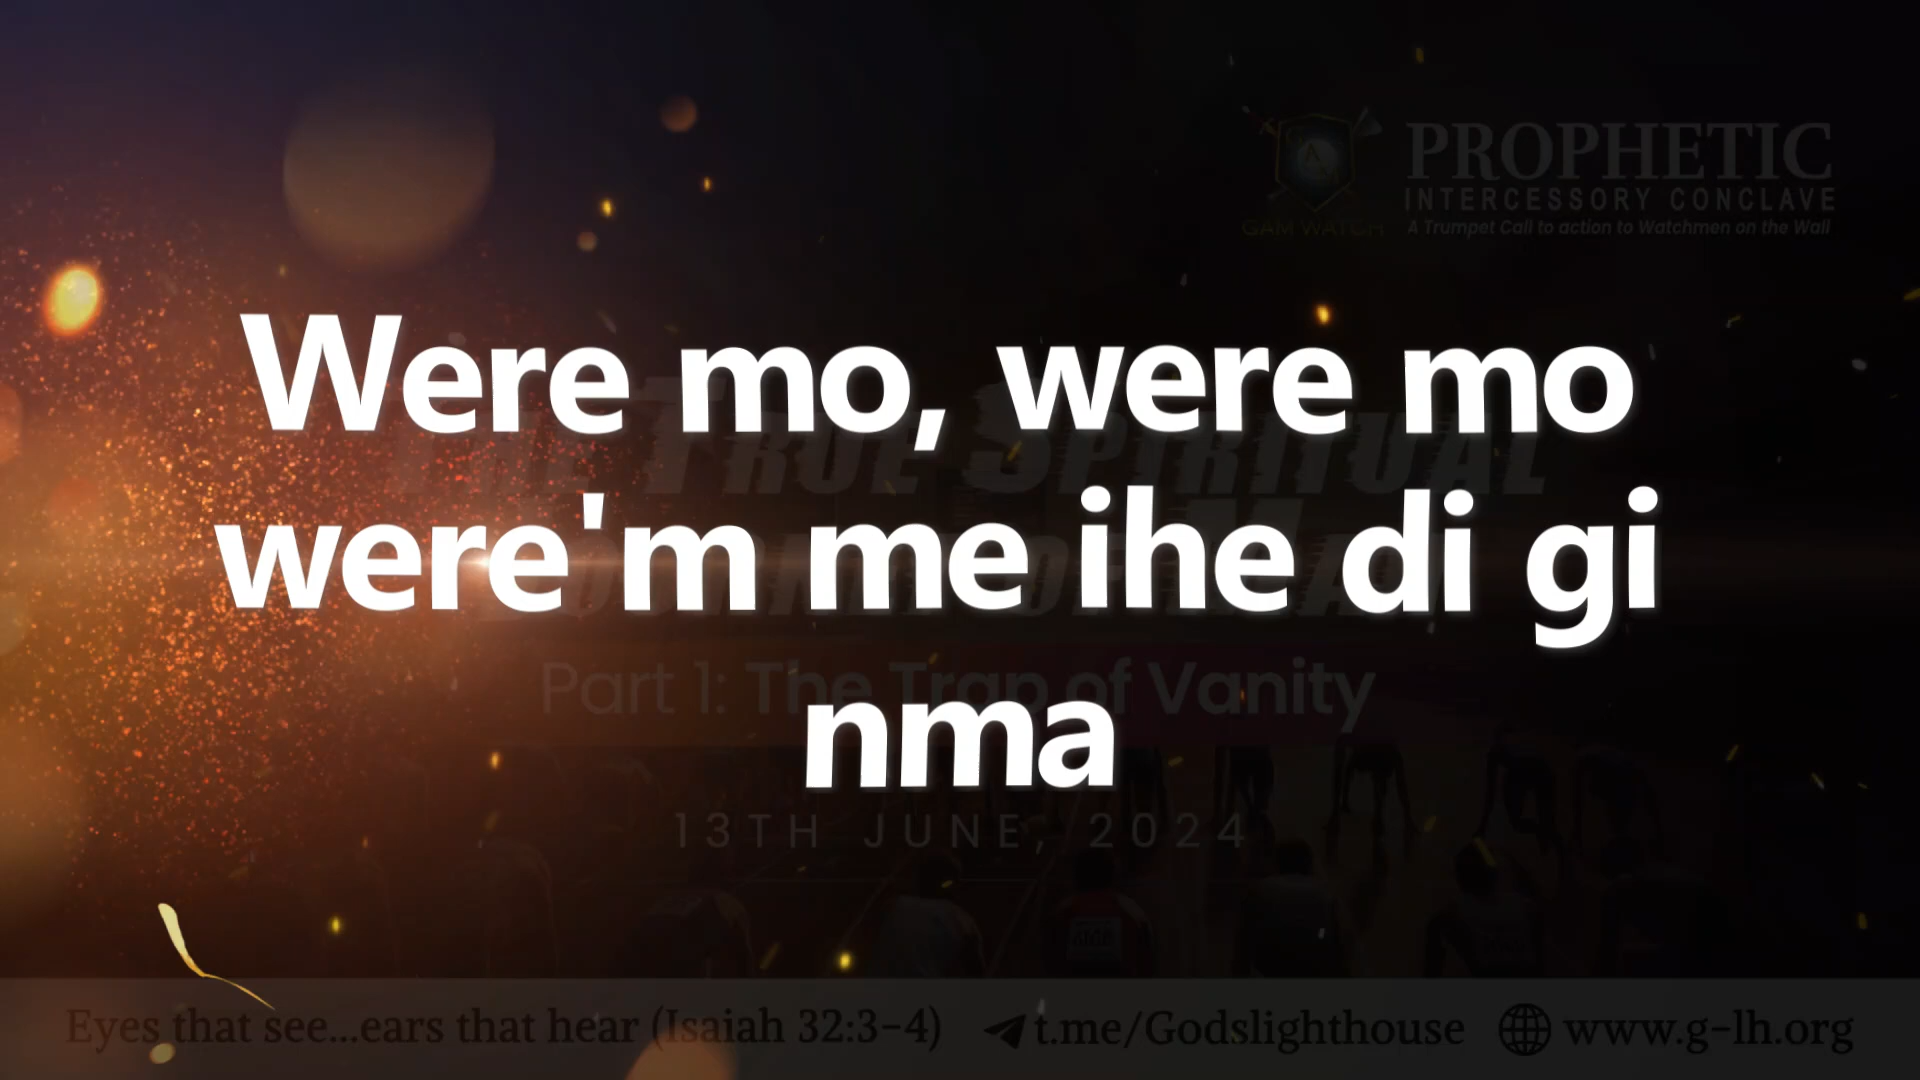 PROPHETIC
INTERCESSORY CONCLAVE
A Trumpet Call to action to Watchmen on the Wall
GAM WATCH
Were mo, were mo
were'm me ihe di gi
nma
The True Spiritual
Part 1: The Trap of Vanity
13TH JUNE, 2024
Eyes that see...ears that hear (Isaiah 32:3-4)
t.me/Godslighthouse
www.g-lh.org